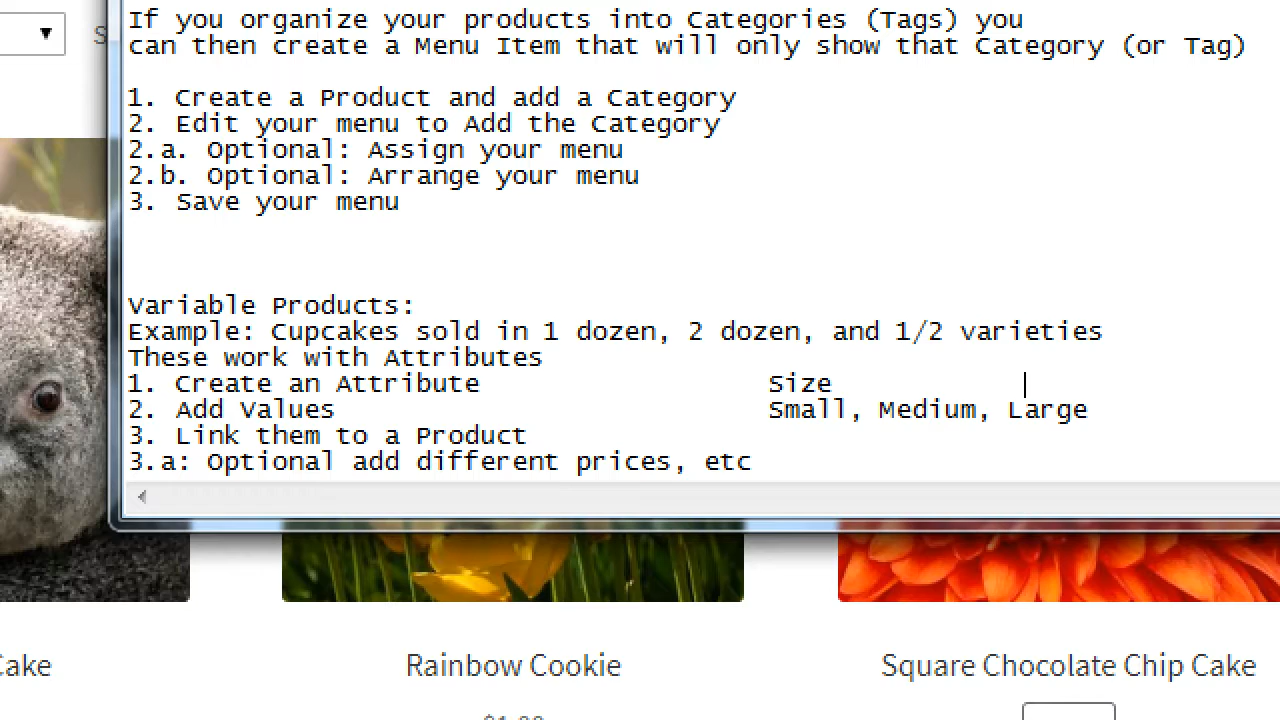 If you organize your products into Categories (Tags) you
can then create a Menu Item that will only show that Category (or Tag)
1. Create a Product and add a Category
2. Edit your menu to Add the Category
2.a. Optional: Assign your menu
2.b. Optional: Arrange your menu
3. Save your menu
Variable Products:
Example: Cupcakes sold in 1 dozen, 2 dozen, and 1/2 varieties
These work with Attributes
1. Create an Attribute Size
2. Add Values Small, Medium, Large
3. Link them to a Product
3.a: Optional add different prices, etc
Cake
Rainbow Cookie
Square Chocolate Chip Cake